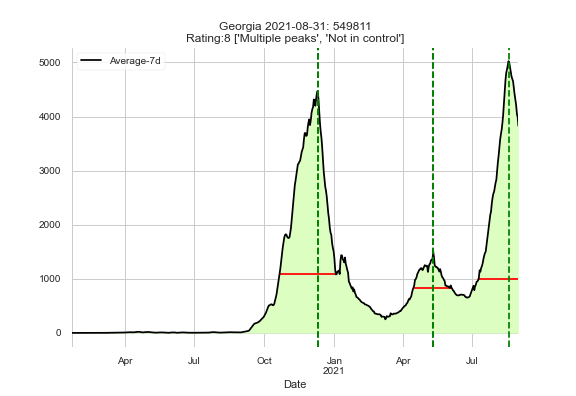 Georgia 2021-08-31: 549811
Rating:8 ['Multiple peaks', 'Not in control']
Average-7d
5000
4000
3000
2000
1000
0
Apr Jul Oct Jan Apr Jul
2021
Date